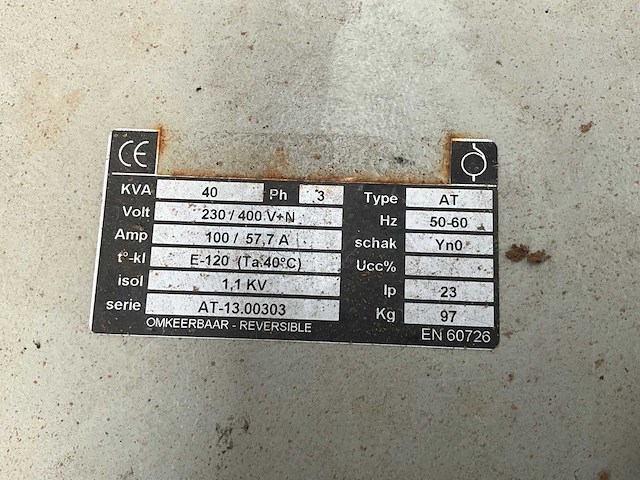 CE
KVA 40 Ph 3
Volt 230 / 400 V+N
Amp 100 / 57,7 A
t°-kl E-120 (Ta.40°C)
isol 1,1 KV
serie AT-13.00303
OMKEERBAAR - REVERSIBLE
Type AT
Hz 50-60
schak Yn0
Ucc%
Ip 23
Kg 97
EN 60726